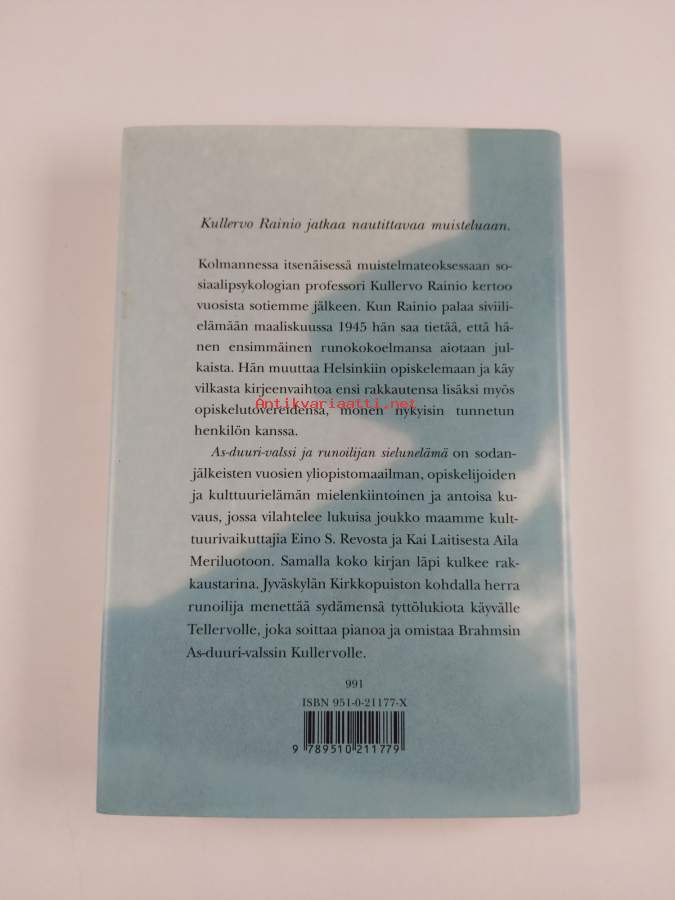 Kullervo Rainio jatkaa nautittavaa muisteluaan.
Kolmannessa itsenäisessä muistelmateoksessaan so-
siaalipsykologian professori Kullervo Rainio kertoo
vuosista sotiemme jälkeen. Kun Rainio palaa siviili-
elämään maaliskuussa 1945 hän saa tietää, että hä-
nen ensimmäinen runokokoelmansa aiotaan jul-
kaista. Hän muuttaa Helsinkiin opiskelemaan ja käy
vilkasta kirjeenvaihtoa ensi rakkautensa lisäksi myös
Antikvariaatti.net
opiskelutovereidensa, monen nykyisin tunnetun
henkilön kanssa.
As-duuri-valssi ja runoilijan sielunelämä on sodan-
jälkeisten vuosien yliopistomaailman, opiskelijoiden
ja kulttuurielämän mielenkiintoinen ja antoisa ku-
vaus, jossa vilahtelee lukuisa joukko maamme kult-
tuurivaikuttajia Eino S. Revosta ja Kai Laitisesta Aila
Meriluotoon. Samalla koko kirjan läpi kulkee rak-
kaustarina. Jyväskylän Kirkkopuiston kohdalla herra
runoilija menettää sydämensä tyttölukiota käyvälle
Tellervolle, joka soittaa pianoa ja omistaa Brahmsin
As-duuri-valssin Kullervolle.
991
ISBN 951-0-21177-X
9 789510 211779